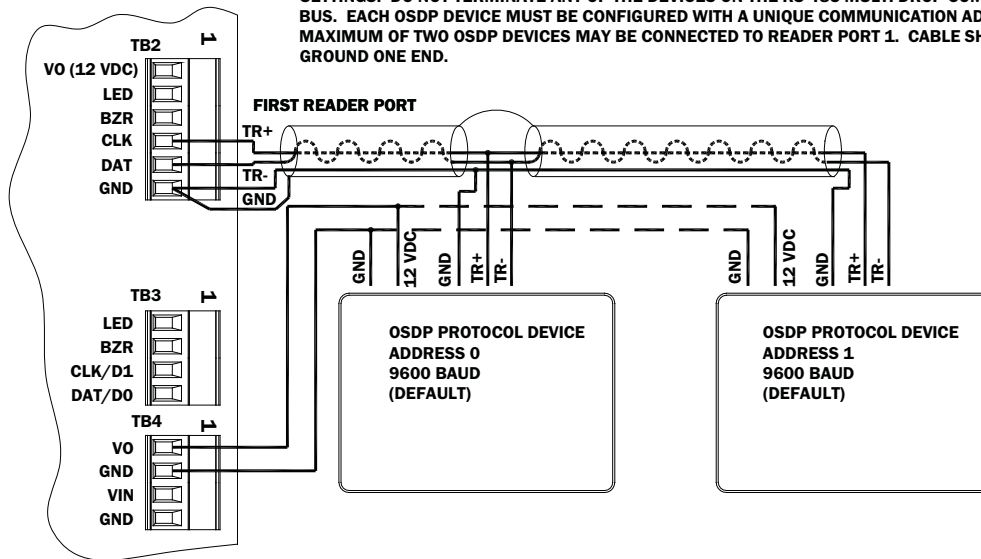 BUS. EACH OSDP DEVICE MUST BE CONFIGURED WITH A UNIQUE COMMUNICATION
MAXIMUM OF TWO OSDP DEVICES MAY BE CONNECTED TO READER PORT 1. CABLE
GROUND ONE END.
TB2
1
VO (12 VDC)
LED
BZR
CLK
DAT
GND
FIRST READER PORT
TR+
TR-
GND
GND
12 VDC
GND
TR+
TR-
GND
12 VDC
GND
TR+
TR-
TB3
1
LED
BZR
CLK/D1
DAT/D0
TB4
1
VO
GND
VIN
GND
OSDP PROTOCOL DEVICE
ADDRESS 0
9600 BAUD
(DEFAULT)
OSDP PROTOCOL DEVICE
ADDRESS 1
9600 BAUD
(DEFAULT)